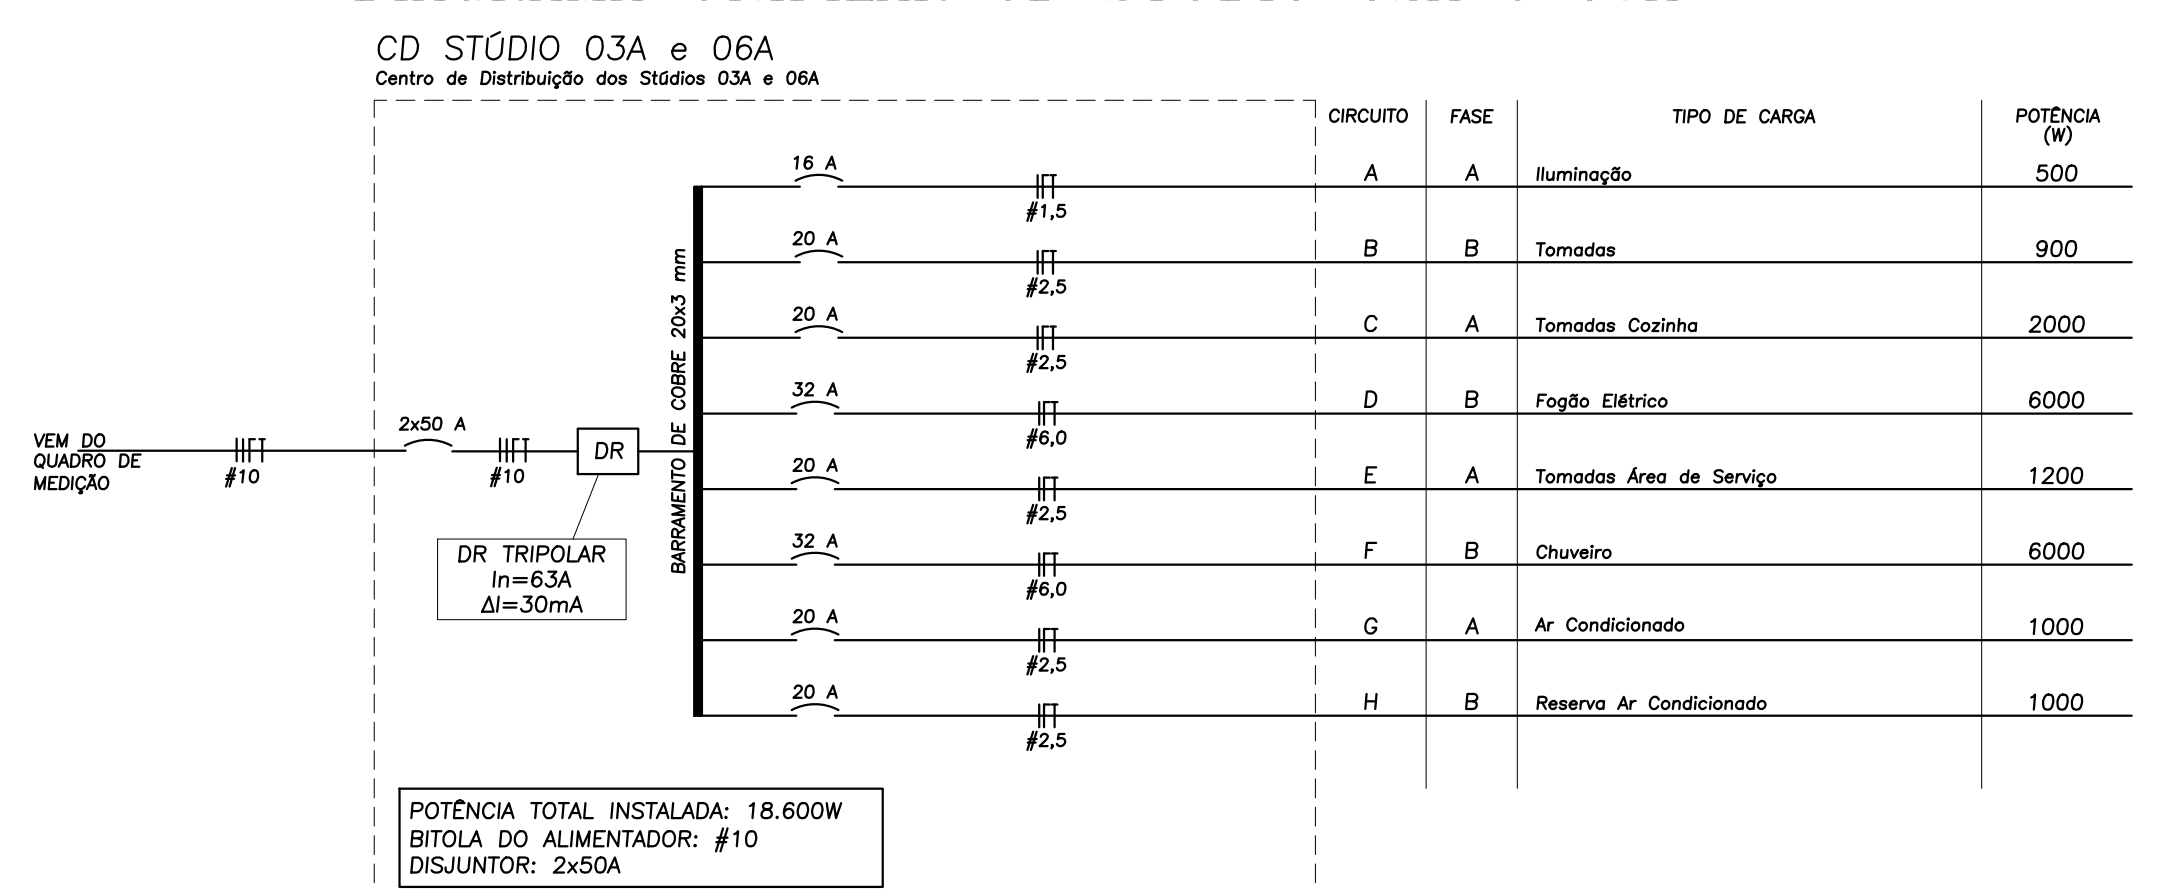 CD STÚDIO 03A e 06A
Centro de Distribuição dos Stúdios 03A e 06A
CIRCUITO FASE TIPO DE CARGA POTÊNCIA
(W)
16 A A A Iluminação 500
#1,5
20 A B B Tomadas 900
#2,5
20 A C A Tomadas Cozinha 2000
#2,5
32 A D B Fogão Elétrico 6000
#6,0
20 A E A Tomadas Área de Serviço 1200
#2,5
32 A F B Chuveiro 6000
#6,0
20 A G A Ar Condicionado 1000
#2,5
20 A H B Reserva Ar Condicionado 1000
#2,5
BARRAMENTO DE COBRE 20x3 mm
VEM DO
QUADRO DE
MEDIÇÃO
#10
2x50 A
#10
DR
DR TRIPOLAR
In=63A
ΔI=30mA
POTÊNCIA TOTAL INSTALADA: 18.600W
BITOLA DO ALIMENTADOR: #10
DISJUNTOR: 2x50A